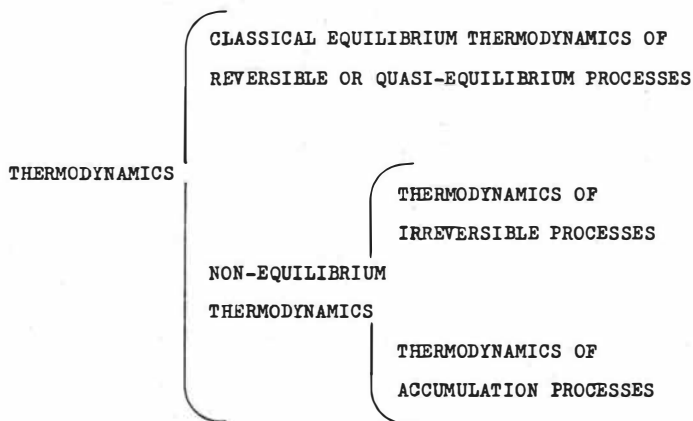 CLASSICAL EQUILIBRIUM THERMODYNAMICS OF
REVERSIBLE OR QUASI-EQUILIBRIUM PROCESSES
THERMODYNAMICS
THERMODYNAMICS OF
IRREVERSIBLE PROCESSES
NON-EQUILIBRIUM
THERMODYNAMICS
THERMODYNAMICS OF
ACCUMULATION PROCESSES